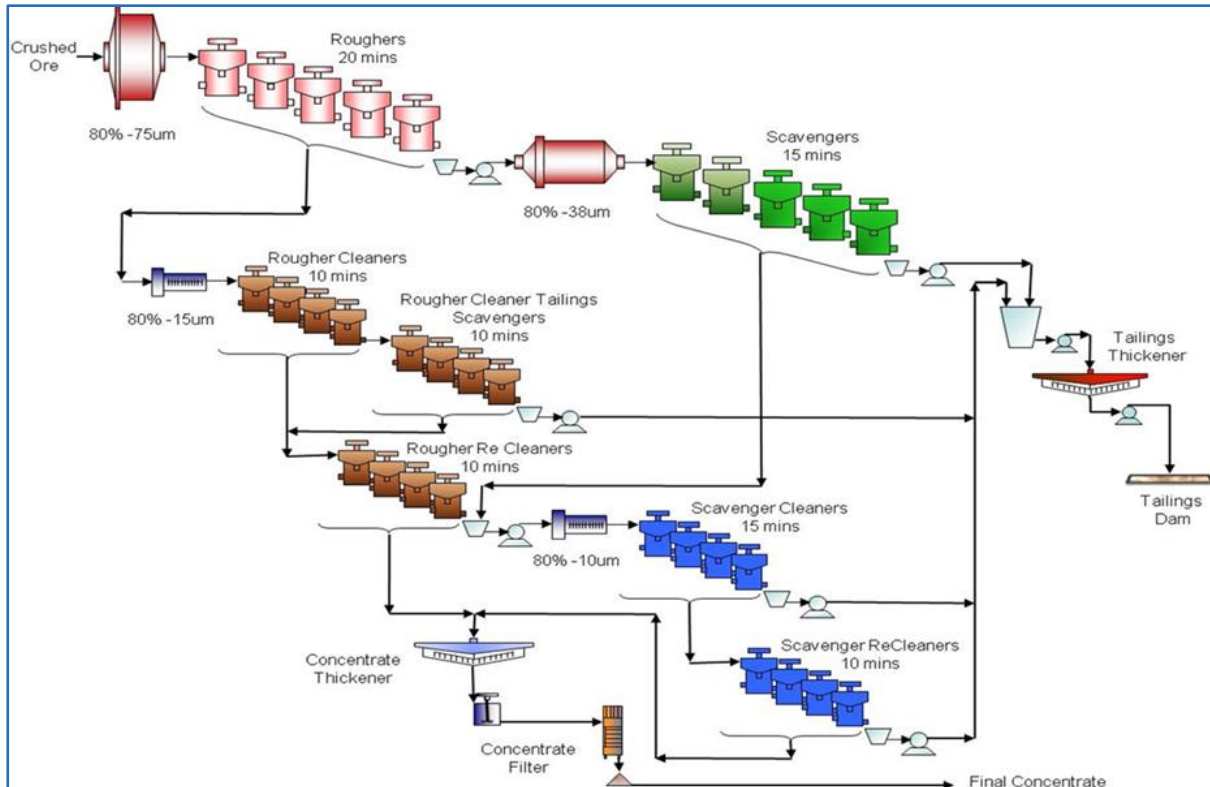 Crushed
Ore
80% -75um
Roughers
20 mins
80% -38um
Scavengers
15 mins
80% -15um
Rougher Cleaners
10 mins
Rougher Cleaner Tailings
Scavengers
10 mins
Tailings
Thickener
Rougher Re Cleaners
10 mins
80% -10um
Scavenger Cleaners
15 mins
Tailings
Dam
Concentrate
Thickener
Scavenger ReCleaners
10 mins
Concentrate
Filter
Final Concentrate